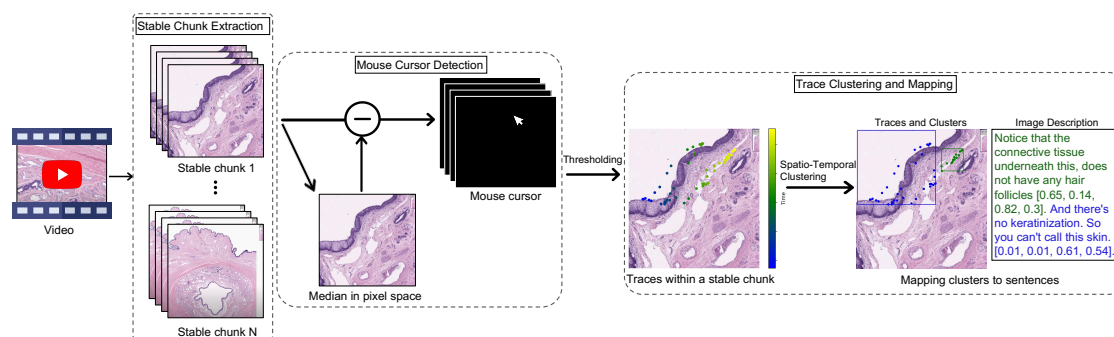 Stable Chunk Extraction
Stable chunk 1
Stable chunk N
Video
Mouse Cursor Detection
Median in pixel space
Mouse cursor
Thresholding
Trace Clustering and Mapping
Time
Traces within a stable chunk
Spatio-Temporal
Clustering
Traces and Clusters
Mapping clusters to sentences
Image Description
Notice that the
connective tissue
underneath this, does
not have any hair
follicles [0.65, 0.14,
0.82, 0.3]. And there's
no keratinization. So
you can't call this skin.
[0.01, 0.01, 0.61, 0.54].